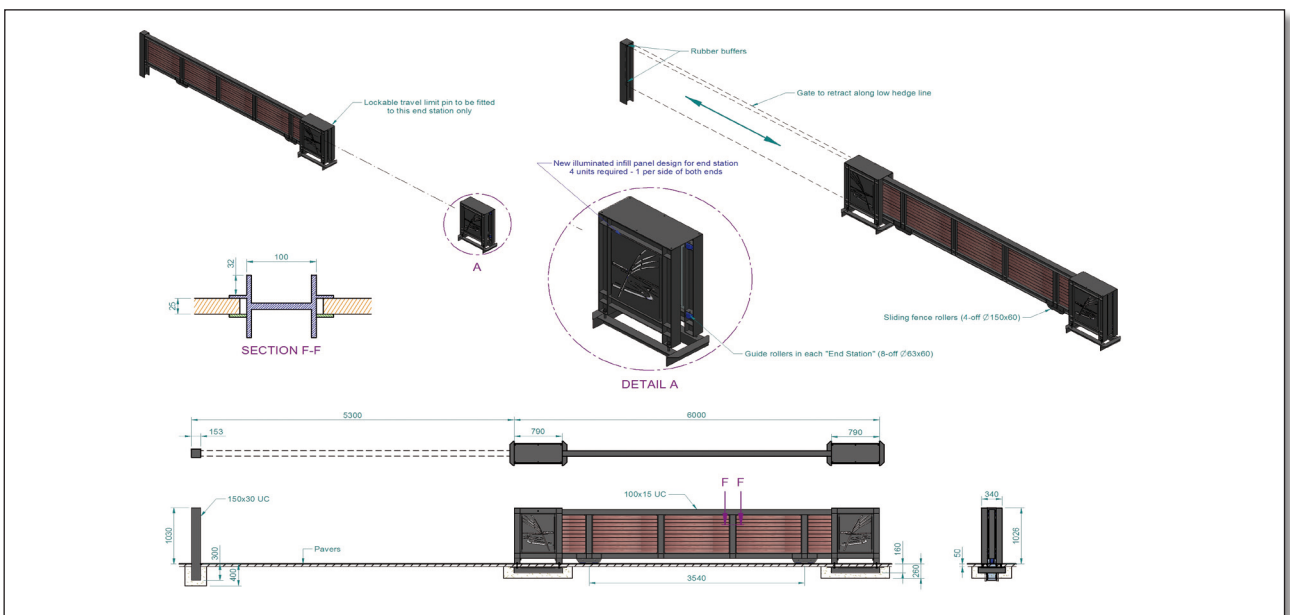 Rubber buffers
Gate to retract along low hedge line
Lockable travel limit pin to be fitted
to this end station only
New illuminated infill panel design for end station
4 units required - 1 per side of both ends
A
32
100
25
SECTION F-F
Sliding fence rollers (4-off ∅150x60)
Guide rollers in each "End Station" (8-off ∅63x60)
DETAIL A
5300
6000
153
790
790
F F
150x30 UC
100x15 UC
340
1030
Pavers
300
400
3540
160
260
50
1026